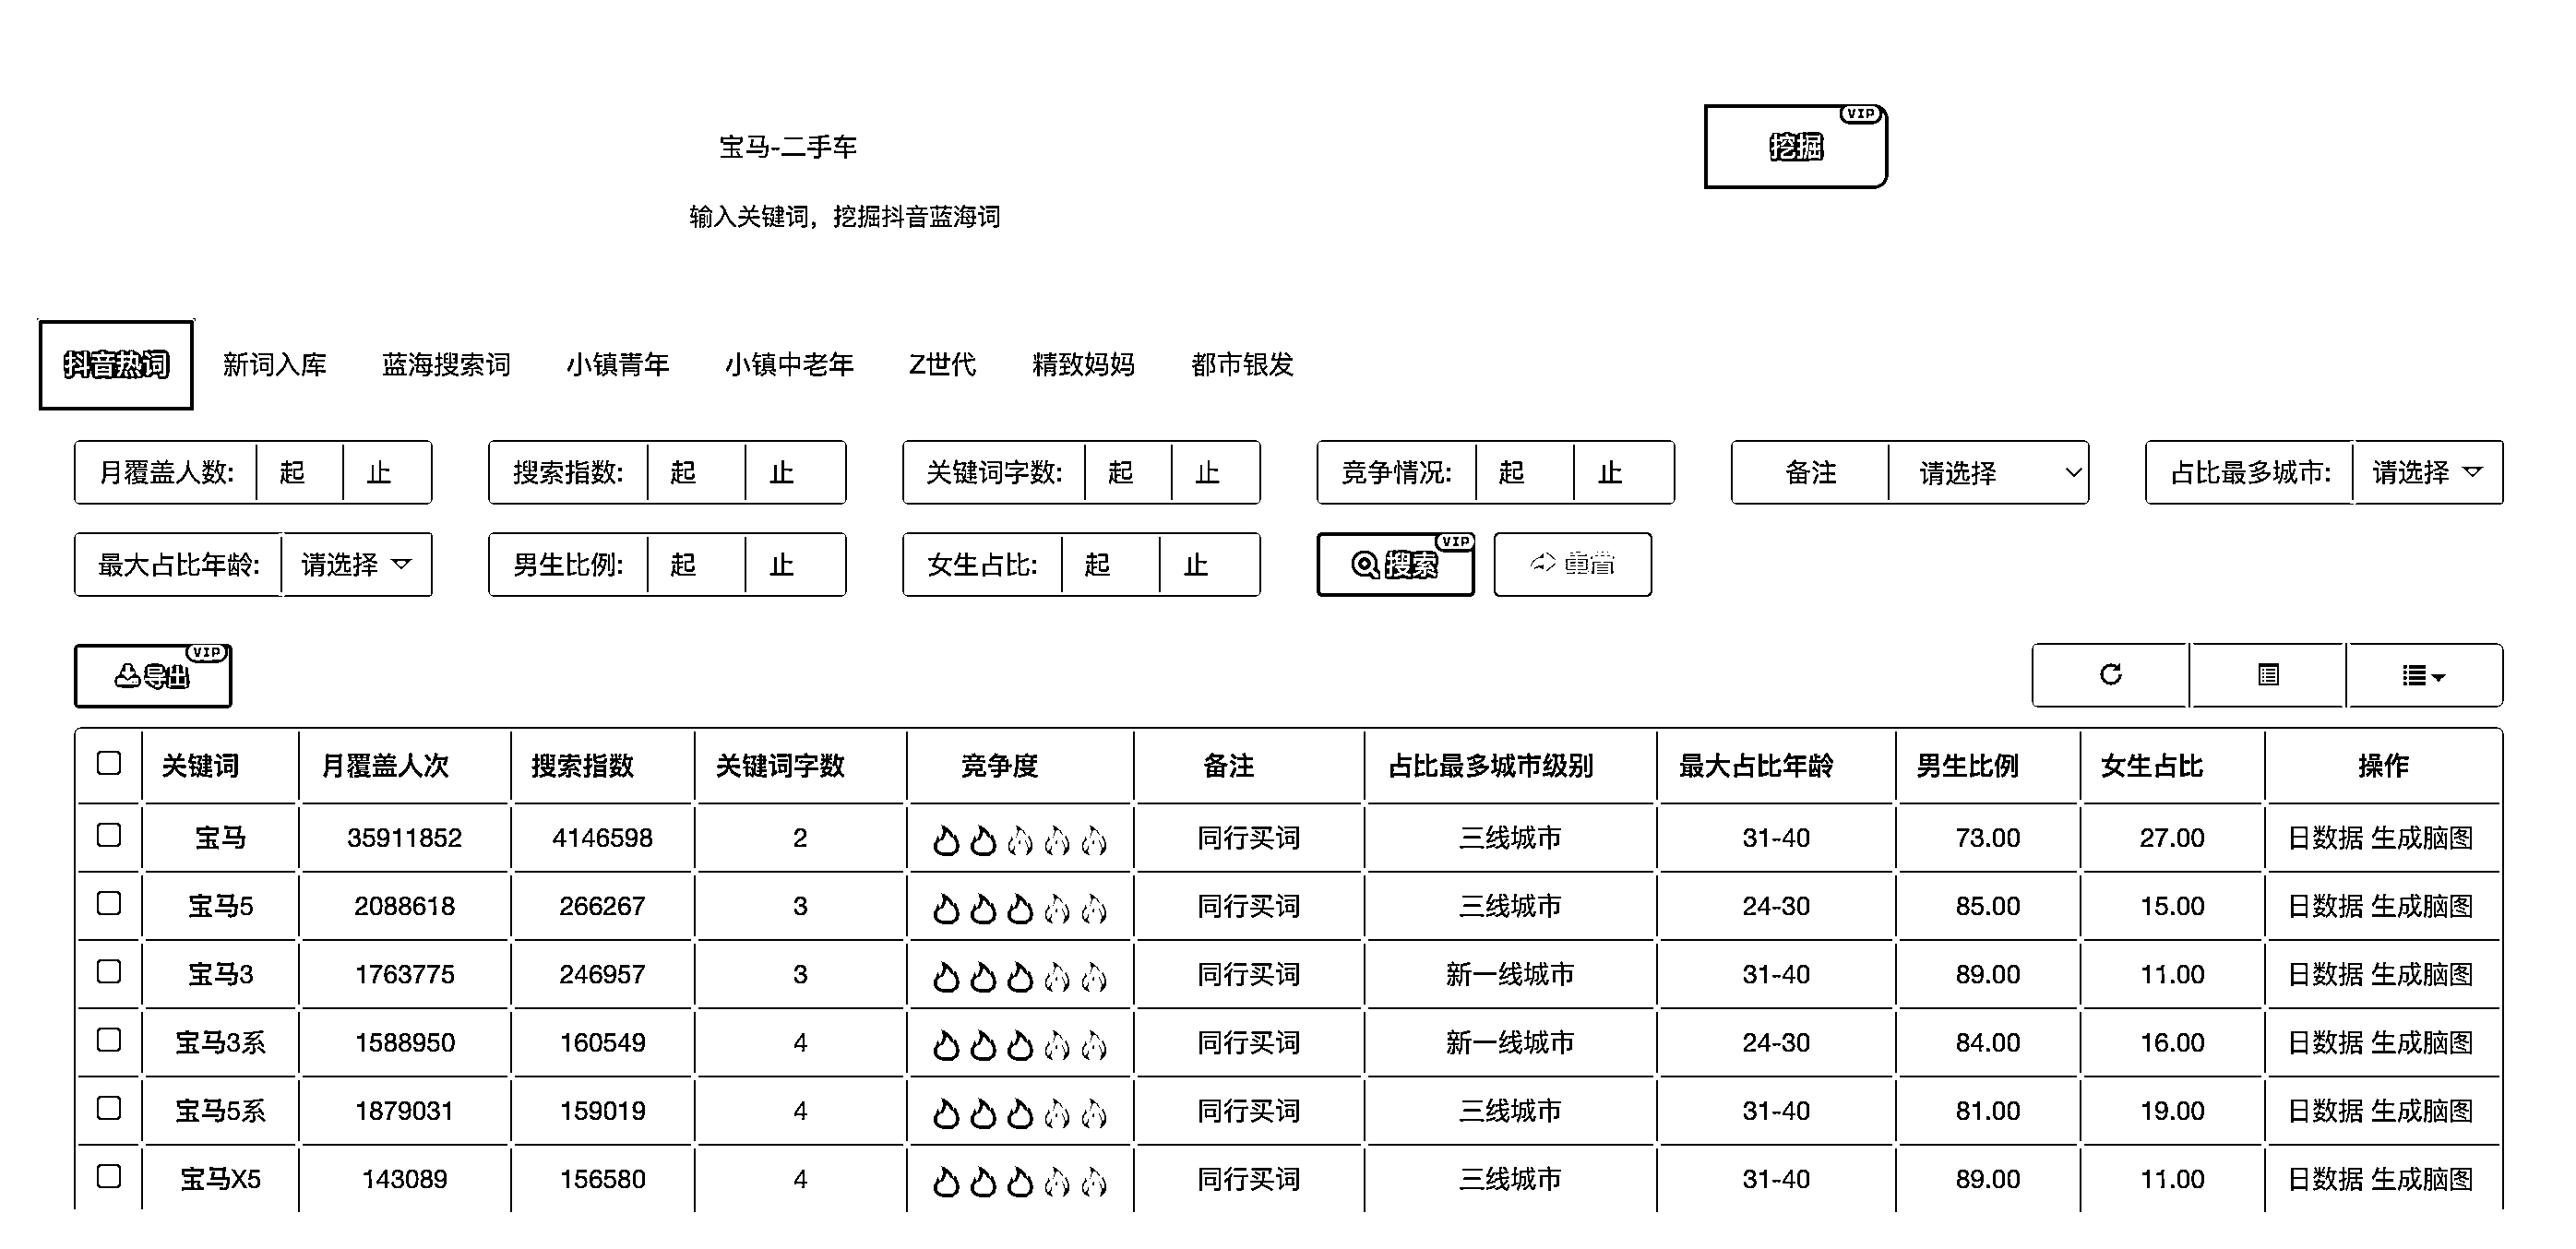 VIP
宝马-二手车
挖掘
输入关键词，挖掘抖音蓝海词
抖音热词 新词入库 蓝海搜索词 小镇青年 小镇中老年 Z世代 精致妈妈 都市银发
月覆盖人数: 起 止 搜索指数: 起 止 关键词字数: 起 止 竞争情况: 起 止 备注 请选择 占比最多城市: 请选择
最大占比年龄: 请选择 男生比例: 起 止 女生占比: 起 止 搜索 VIP 重置
导出 VIP
关键词 月覆盖人次 搜索指数 关键词字数 竞争度 备注 占比最多城市级别 最大占比年龄 男生比例 女生占比 操作
宝马 35911852 4146598 2 同行买词 三线城市 31-40 73.00 27.00 日数据 生成脑图
宝马5 2088618 266267 3 同行买词 三线城市 24-30 85.00 15.00 日数据 生成脑图
宝马3 1763775 246957 3 同行买词 新一线城市 31-40 89.00 11.00 日数据 生成脑图
宝马3系 1588950 160549 4 同行买词 新一线城市 24-30 84.00 16.00 日数据 生成脑图
宝马5系 1879031 159019 4 同行买词 三线城市 31-40 81.00 19.00 日数据 生成脑图
宝马X5 143089 156580 4 同行买词 三线城市 31-40 89.00 11.00 日数据 生成脑图